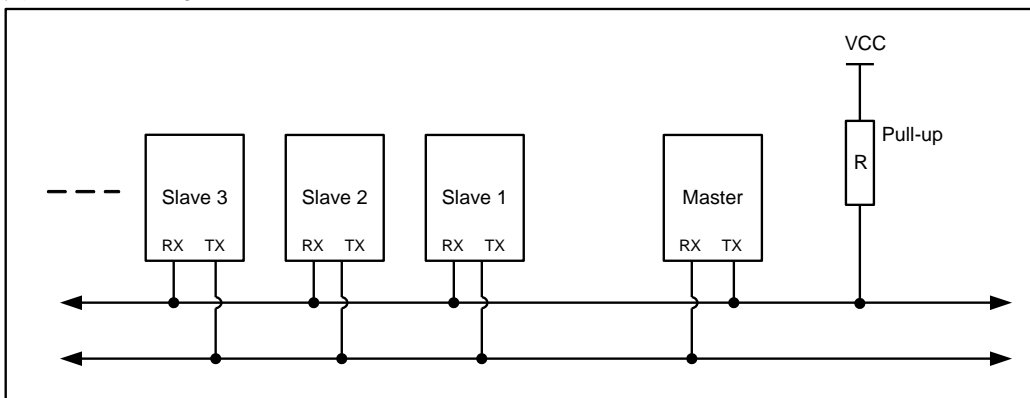 VCC
Pull-up
R
Slave 3
Slave 2
Slave 1
Master
RX TX
RX TX
RX TX
RX TX